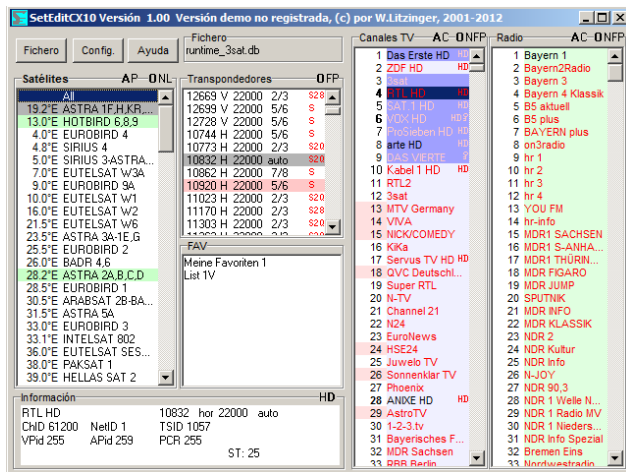 SetEditCX10 Versión 1.00 Versión demo no registrada, (c) por W.Litzinger, 2001-2012
Fichero Config. Ayuda
Fichero
runtime_3sat.db
Satélites AP-ONL
All
19.2°E ASTRA 1F,H,KR,...
13.0°E HOTBIRD 6,8,9
4.0°E EUROBIRD 4
4.8°E SIRIUS 4
5.0°E SIRIUS 3-ASTRA...
7.0°E EUTELSAT W3A
9.0°E EUROBIRD 9A
10.0°E EUTELSAT W1
16.0°E EUTELSAT W2
21.5°E EUTELSAT W6
23.5°E ASTRA 3A-1E,G
25.5°E EUROBIRD 2
26.0°E BADR 4,6
28.2°E ASTRA 2A,B,C,D
28.5°E EUROBIRD 1
30.5°E ARABSAT 2B-BA...
31.5°E ASTRA 5A
33.0°E EUROBIRD 3
33.1°E INTELSAT 802
36.0°E EUTELSAT SES...
38.0°E PAKSAT 1
39.0°E HELLAS SAT 2
Transpondedores OFP
12669 V 22000 2/3 S20
12699 V 22000 5/6 S
12728 V 22000 5/6 S
10744 H 22000 5/6 S
10773 H 22000 2/3 S20
10832 H 22000 auto S20
10862 H 22000 7/8 S
10920 H 22000 5/6 S
11023 H 22000 2/3 S20
11170 H 22000 2/3 S20
11303 H 22000 2/3 S20
FAV
Meine Favoriten 1
List 1V
Canales TV AC-ONFP
1 Das Erste HD HD
2 ZDF HD HD
3 3sat
4 RTL HD HD
5 SAT.1 HD HD
6 VOX HD HD
7 ProSieben HD HD
8 arte HD HD
9 DAS VIERTE
10 Kabel 1 HD HD
11 RTL2
12 3sat
13 MTV Germany
14 VIVA
15 NICK/COMEDY
16 KiKa
17 Servus TV HD HD
18 QVC Deutschl...
19 Super RTL
20 N-TV
21 Channel 21
22 N24
23 EuroNews
24 HSE24
25 Juwelo TV
26 Sonnenklar TV
27 Phoenix
28 ANIXE HD HD
29 AstroTV
30 1-2-3.tv
31 Bayerisches F...
32 MDR Sachsen
33 RBB Berlin
Radio AC-ONFP
1 Bayern 1
2 Bayern2Radio
3 Bayern 3
4 Bayern 4 Klassik
5 B5 aktuell
6 B5 plus
7 BAYERN plus
8 on3radio
9 hr 1
10 hr 2
11 hr 3
12 hr 4
13 YOU FM
14 hr-info
15 MDR1 SACHSEN
16 MDR1 S-ANHA...
17 MDR1 THÜRIN...
18 MDR FIGARO
19 MDR JUMP
20 SPUTNIK
21 MDR INFO
22 MDR KLASSIK
23 NDR 2
24 NDR Kultur
25 NDR Info
26 N-JOY
27 NDR 90,3
28 NDR 1 Welle N...
29 NDR 1 Radio MV
30 NDR 1 Nieders...
31 NDR Info Spezial
32 Bremen Eins
33 Nordwestradio
Información HD
RTL HD 10832 hor 22000 auto
ChID 61200 NetID 1 TSID 1057
VPid 255 APid 259 PCR 255
ST: 25